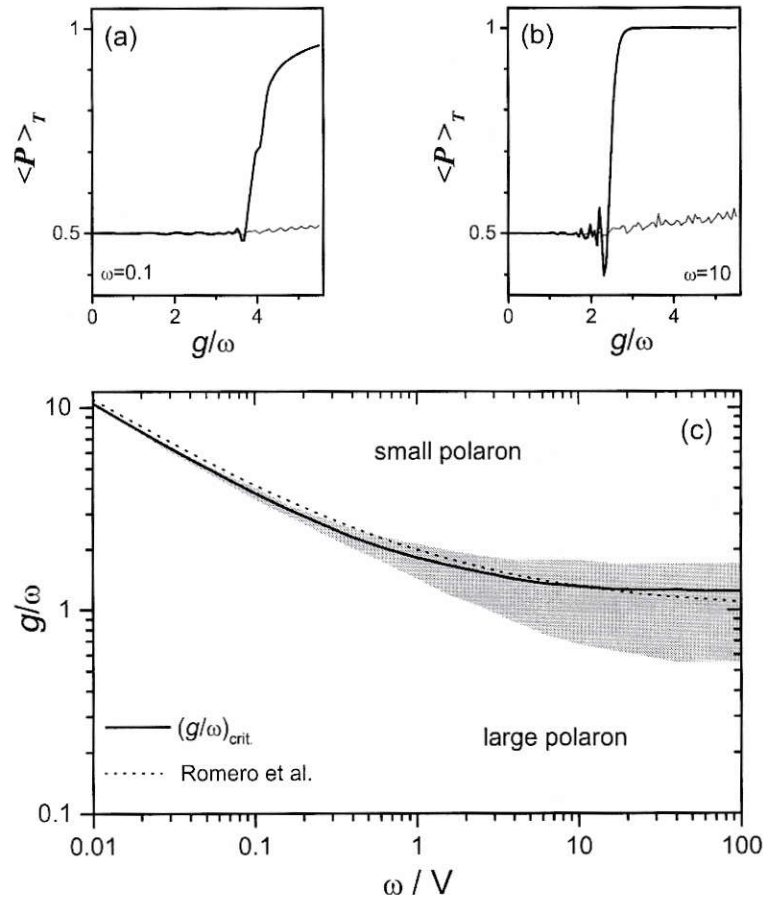 (a)
1
0.5
<P>T
ω=0.1
0 2 4
g/ω
(b)
1
0.5
<P>T
ω=10
0 2 4
g/ω
(c)
10
1
0.1
g/ω
small polaron
large polaron
(g/ω)crit.
Romero et al.
0.01 0.1 1 10 100
ω / V